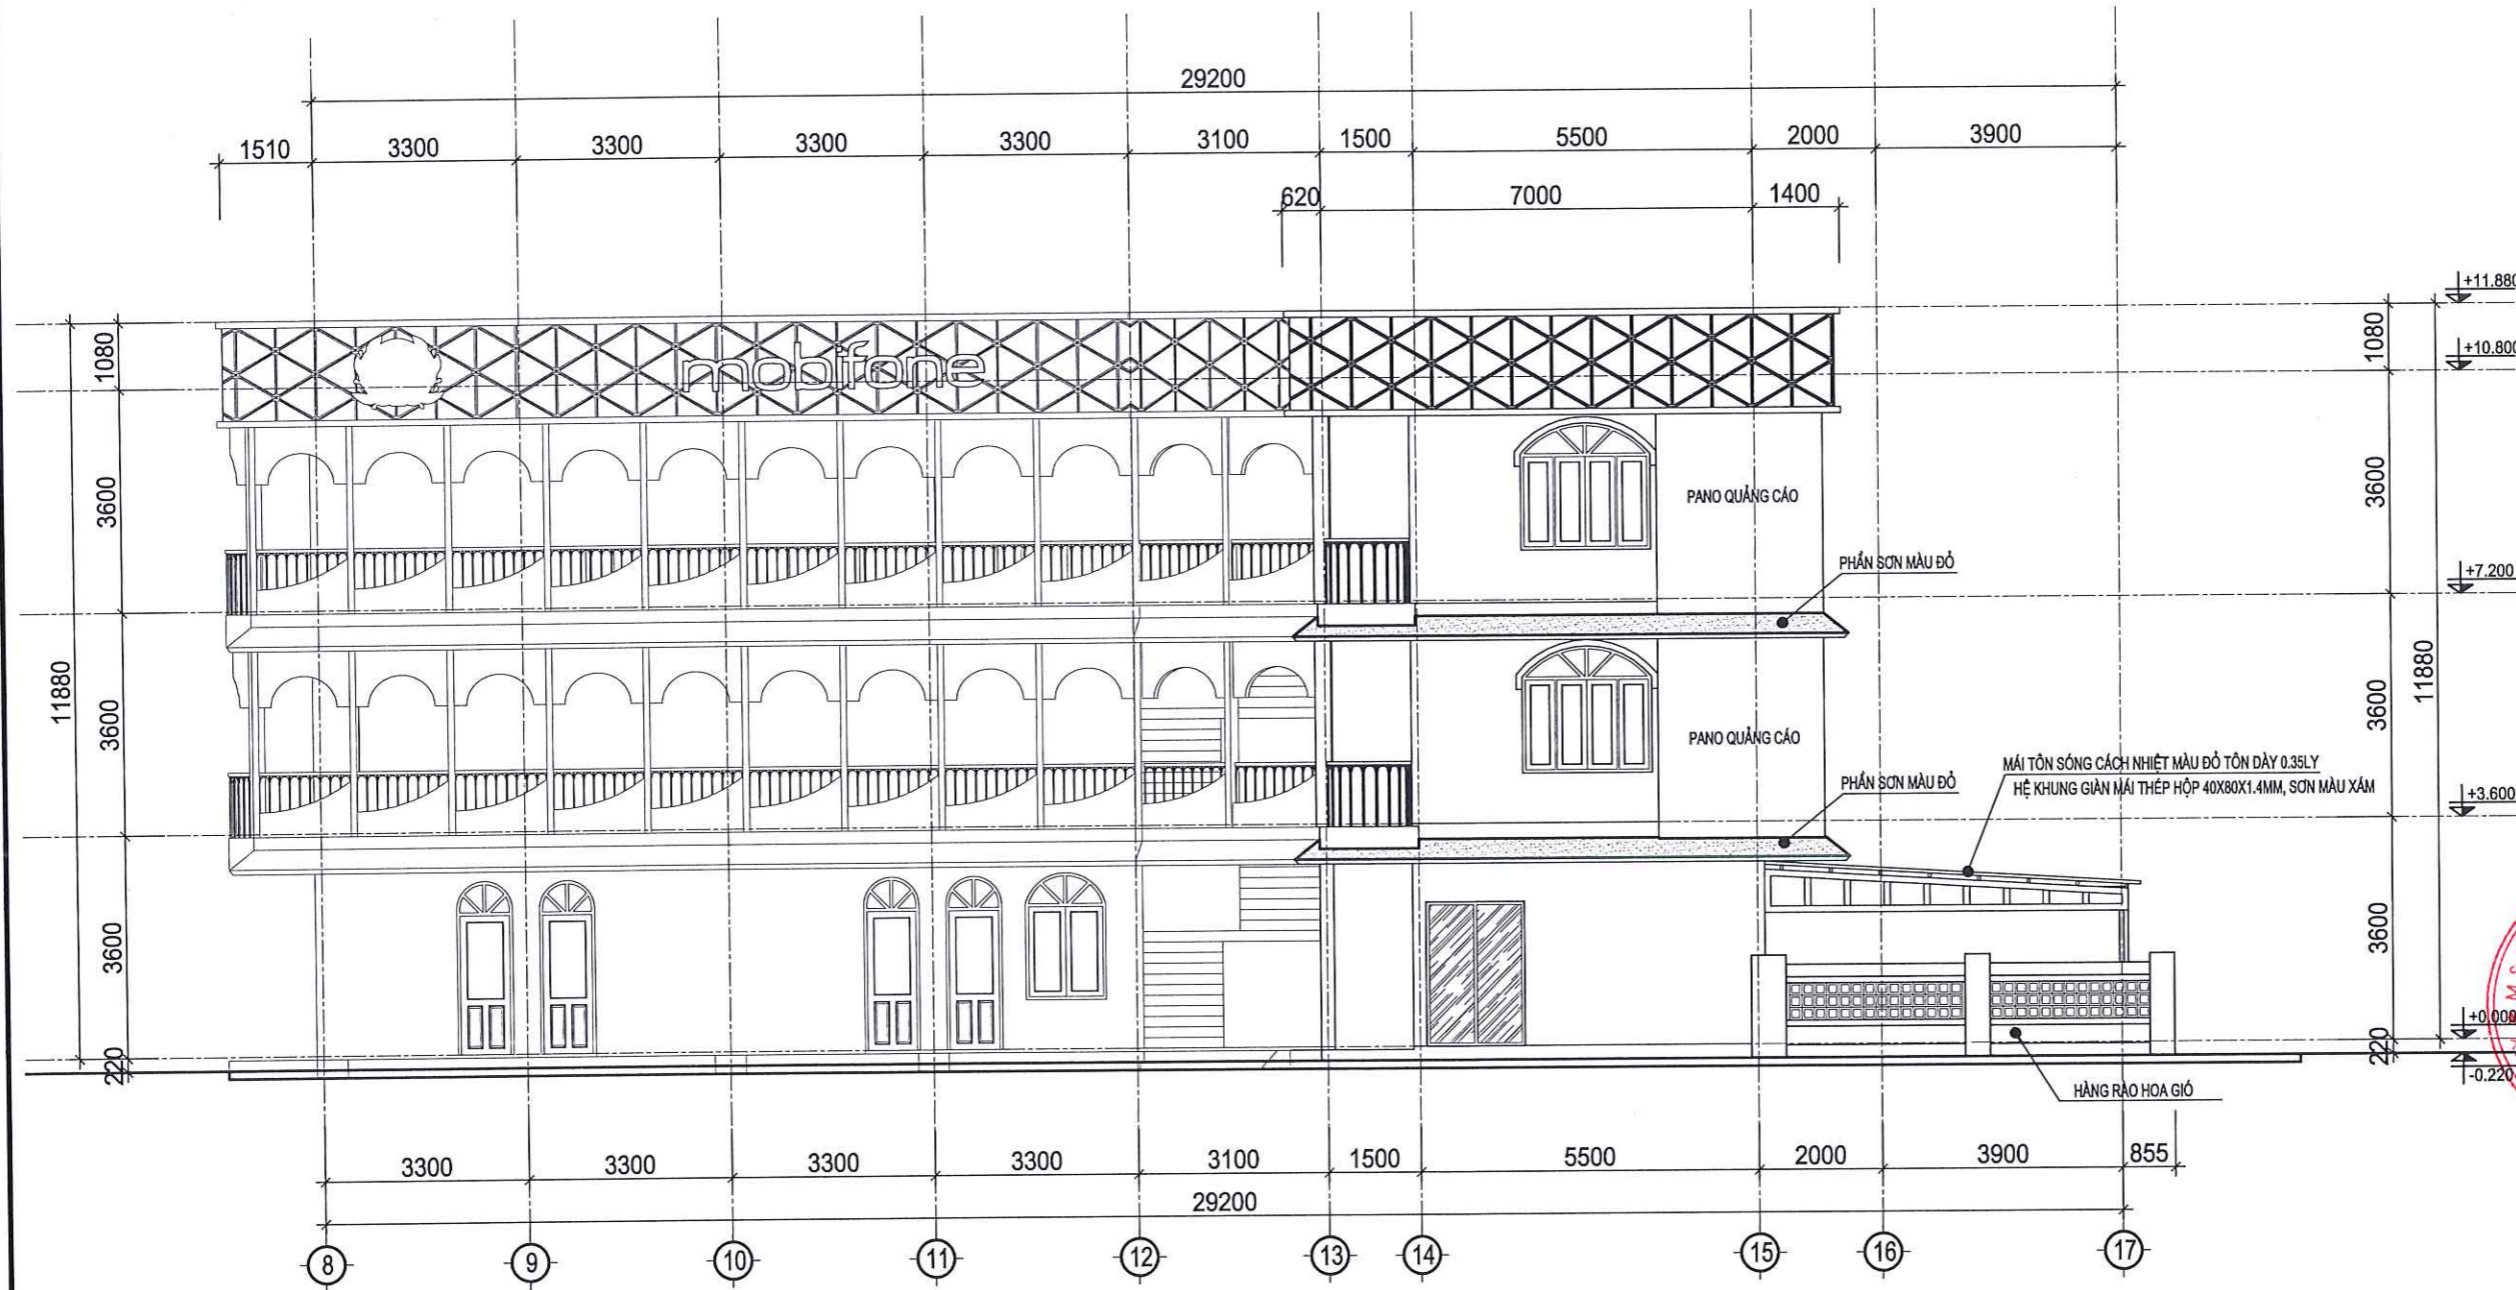 29200
1510 3300 3300 3300 3300 3100 1500 5500 2000 3900
620 7000 1400
+11.880
1080 1080
+10.800
mobifone
3600 3600
PANO QUẢNG CÁO
PHẦN SƠN MÀU ĐỎ
+7.200
11880 11880
3600 3600
PANO QUẢNG CÁO
MÁI TÔN SÓNG CÁCH NHIỆT MÀU ĐỎ TÔN DÀY 0.35LY
HỆ KHUNG GIÀN MÁI THÉP HỘP 40X80X1.4MM, SƠN MÀU XÁM
PHẦN SƠN MÀU ĐỎ
+3.600
3600 3600
+0.000
220 220
-0.220
HÀNG RÀO HOA GIÓ
3300 3300 3300 3300 3100 1500 5500 2000 3900 855
29200
8 9 10 11 12 13 14 15 16 17